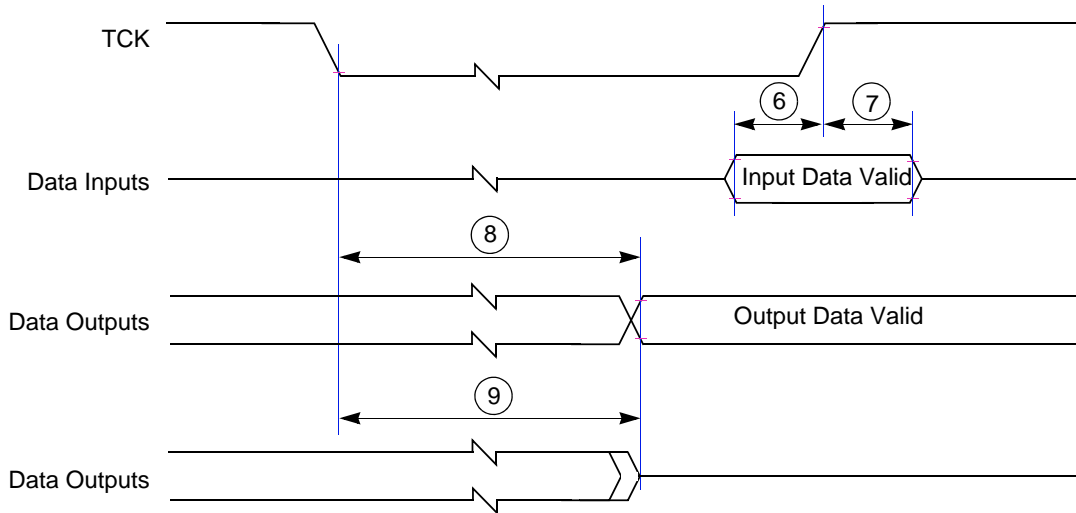 TCK
6
7
Data Inputs
Input Data Valid
8
Data Outputs
Output Data Valid
9
Data Outputs